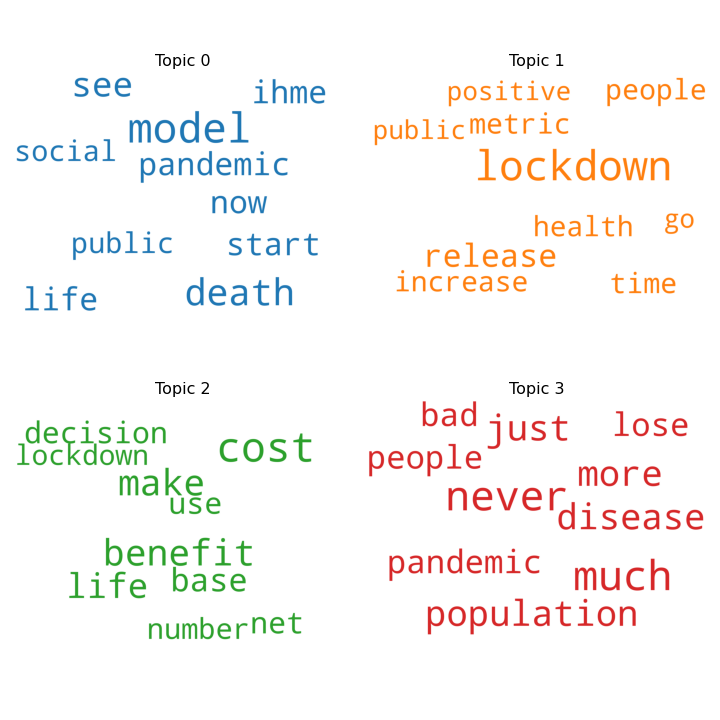 Topic 0
see
ihme
model
social
pandemic
now
public
start
life
death
Topic 1
positive
people
public
metric
lockdown
health
go
release
increase
time
Topic 2
decision
cost
lockdown
make
use
benefit
life
base
number
net
Topic 3
bad
just
lose
people
more
never
disease
pandemic
much
population